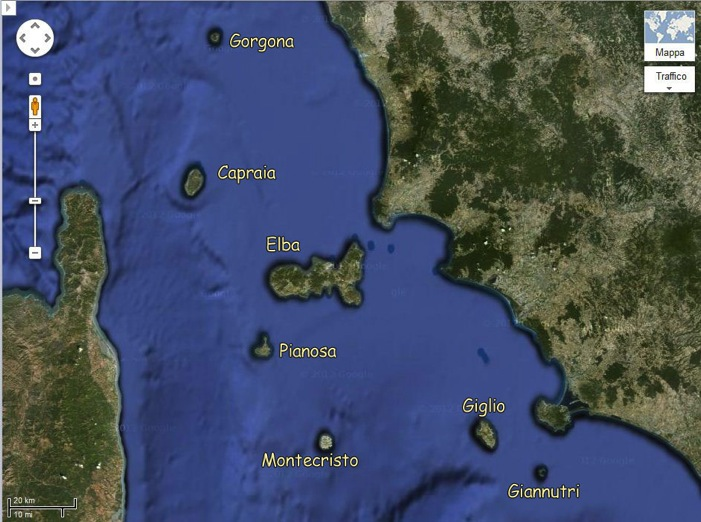 Gorgona
Mappa
Traffico
Capraia
Elba
Pianosa
Giglio
Montecristo
Giannutri
20 km
10 mi